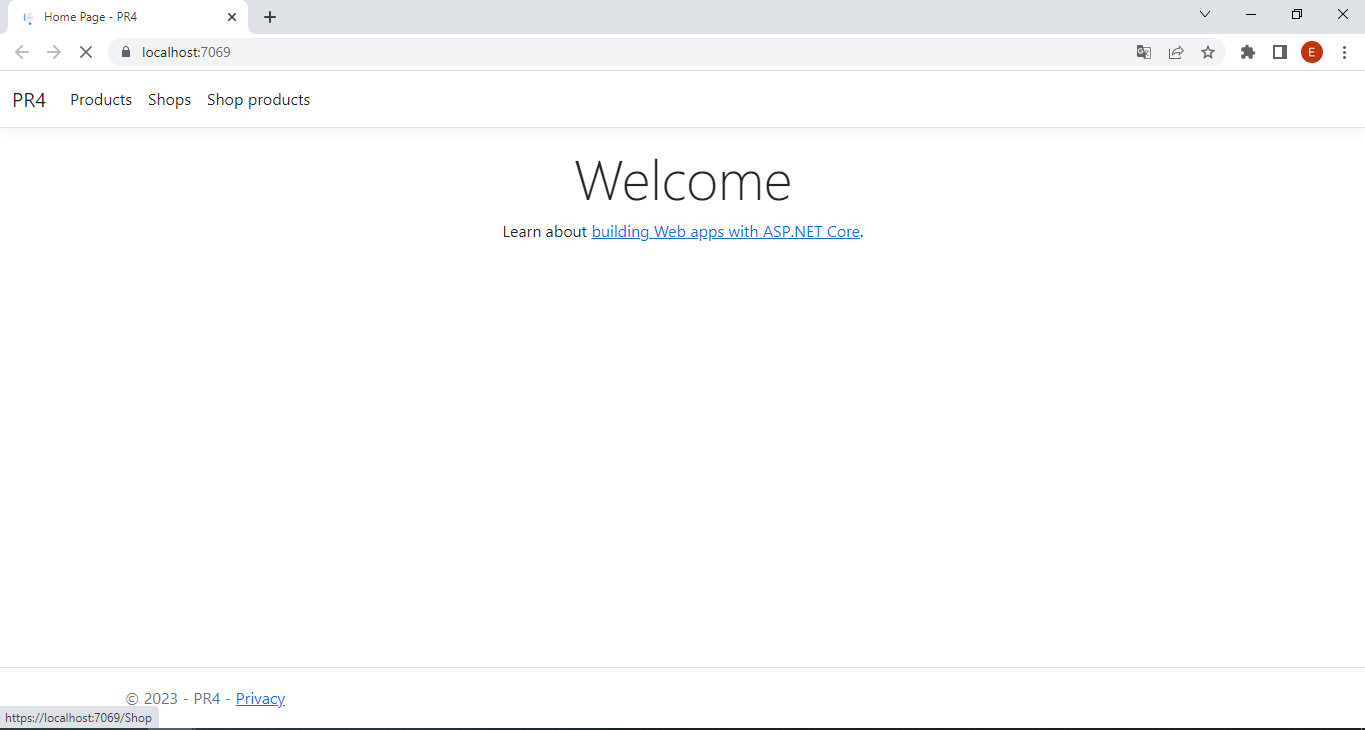 Home Page - PR4
localhost:7069
E
PR4 Products Shops Shop products
Welcome
Learn about building Web apps with ASP.NET Core.
© 2023 - PR4 - Privacy
https://localhost:7069/Shop